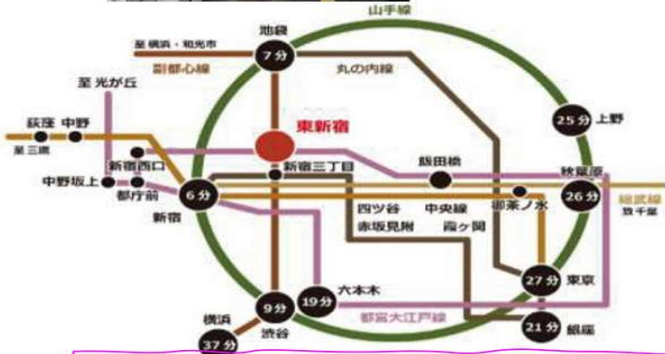 山手線
池袋
至 横浜・和光市
7分
副都心線
丸の内線
至 光が丘
25分 上野
東新宿
荻窪 中野
至三鷹
新宿西口
新宿三丁目
飯田橋
秋葉原
中野坂上
都庁前
6分
26分
総武線
至千葉
新宿
四ツ谷
中央線
御茶ノ水
赤坂見附
霞ヶ関
27分 東京
六本木
9分
19分
都営大江戸線
横浜
渋谷
21分 銀座
37分